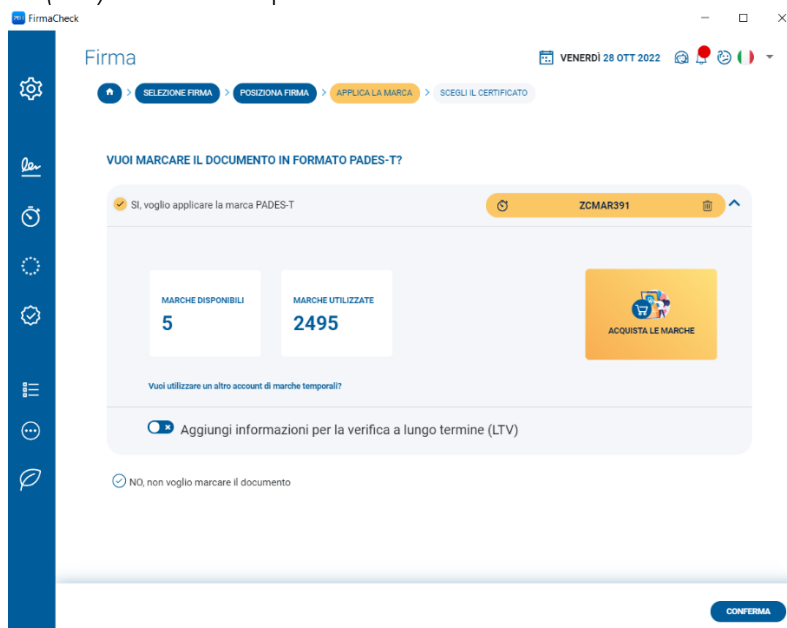 FirmaCheck
Firma
VENERDÌ 28 OTT 2022
SELEZIONE FIRMA > POSIZIONA FIRMA > APPLICA LA MARCA > SCEGLI IL CERTIFICATO
VUOI MARCARE IL DOCUMENTO IN FORMATO PADES-T?
SI, voglio applicare la marca PADES-T
ZCMAR391
MARCHE DISPONIBILI
5
MARCHE UTILIZZATE
2495
ACQUISTA LE MARCHE
Vuoi utilizzare un altro account di marche temporali?
Aggiungi informazioni per la verifica a lungo termine (LTV)
NO, non voglio marcare il documento
CONFERMA